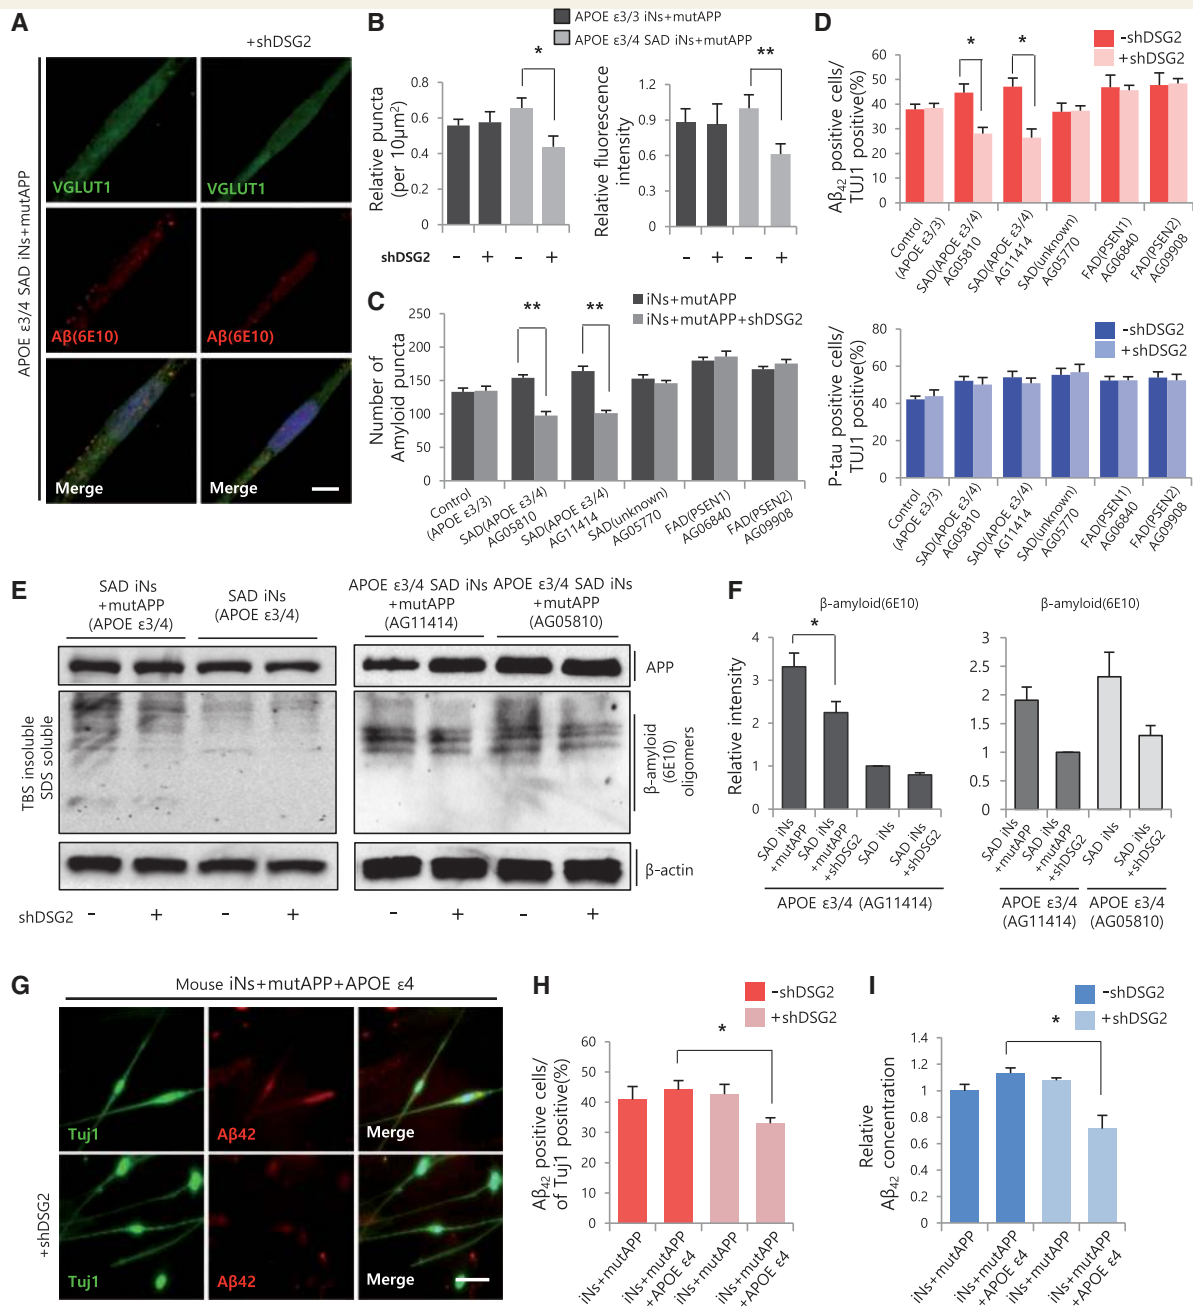 A
+shDSG2
APOE ε3/4 SAD iNs+mutAPP
VGLUT1
VGLUT1
Aβ(6E10)
Aβ(6E10)
Merge
Merge
B
APOE ε3/3 iNs+mutAPP
APOE ε3/4 SAD iNs+mutAPP
Relative puncta
(per 10μm²)
0.8
0.6
0.4
0.2
0
*
shDSG2
- + - +
Relative fluorescence
intensity
1.2
0.9
0.6
0.3
0
**
- + - +
C
iNs+mutAPP
iNs+mutAPP+shDSG2
Number of
Amyloid puncta
250
200
150
100
50
0
** **
Control
(APOE ε3/3)
SAD(APOE ε3/4)
AG05810
SAD(APOE ε3/4)
AG11414
SAD(unknown)
AG05770
FAD(PSEN1)
AG06840
FAD(PSEN2)
AG09908
D
-shDSG2
+shDSG2
Aβ42 positive cells/
TUJ1 positive(%)
60
50
40
30
20
10
0
* *
Control
(APOE ε3/3)
SAD(APOE ε3/4)
AG05810
SAD(APOE ε3/4)
AG11414
SAD(unknown)
AG05770
FAD(PSEN1)
AG06840
FAD(PSEN2)
AG09908
-shDSG2
+shDSG2
P-tau positive cells/
TUJ1 positive(%)
80
60
40
20
0
Control
(APOE ε3/3)
SAD(APOE ε3/4)
AG05810
SAD(APOE ε3/4)
AG11414
SAD(unknown)
AG05770
FAD(PSEN1)
AG06840
FAD(PSEN2)
AG09908
E
SAD iNs
+mutAPP
(APOE ε3/4)
SAD iNs
(APOE ε3/4)
APOE ε3/4 SAD iNs
+mutAPP
(AG11414)
APOE ε3/4 SAD iNs
+mutAPP
(AG05810)
APP
TBS insoluble
SDS soluble
β-amyloid
(6E10)
oligomers
β-actin
shDSG2
- + - + - + - +
F
β-amyloid(6E10)
Relative intensity
4
3
2
1
0
*
SAD iNs
+mutAPP
SAD iNs
+mutAPP
+shDSG2
SAD iNs
SAD iNs
+shDSG2
APOE ε3/4 (AG11414)
β-amyloid(6E10)
3
2.5
2
1.5
1
0.5
0
SAD iNs
+mutAPP
SAD iNs
+mutAPP
+shDSG2
SAD iNs
SAD iNs
+shDSG2
APOE ε3/4
(AG11414)
APOE ε3/4
(AG05810)
G
Mouse iNs+mutAPP+APOE ε4
Tuj1
Aβ42
Merge
+shDSG2
Tuj1
Aβ42
Merge
H
-shDSG2
+shDSG2
Aβ42 positive cells/
of Tuj1 positive(%)
60
50
40
30
20
10
0
*
iNs+mutAPP
iNs+mutAPP
+APOE ε4
iNs+mutAPP
iNs+mutAPP
+APOE ε4
I
-shDSG2
+shDSG2
Relative
Aβ42 concentration
1.4
1.2
1
0.8
0.6
0.4
0.2
0
*
iNs+mutAPP
iNs+mutAPP
+APOE ε4
iNs+mutAPP
iNs+mutAPP
+APOE ε4